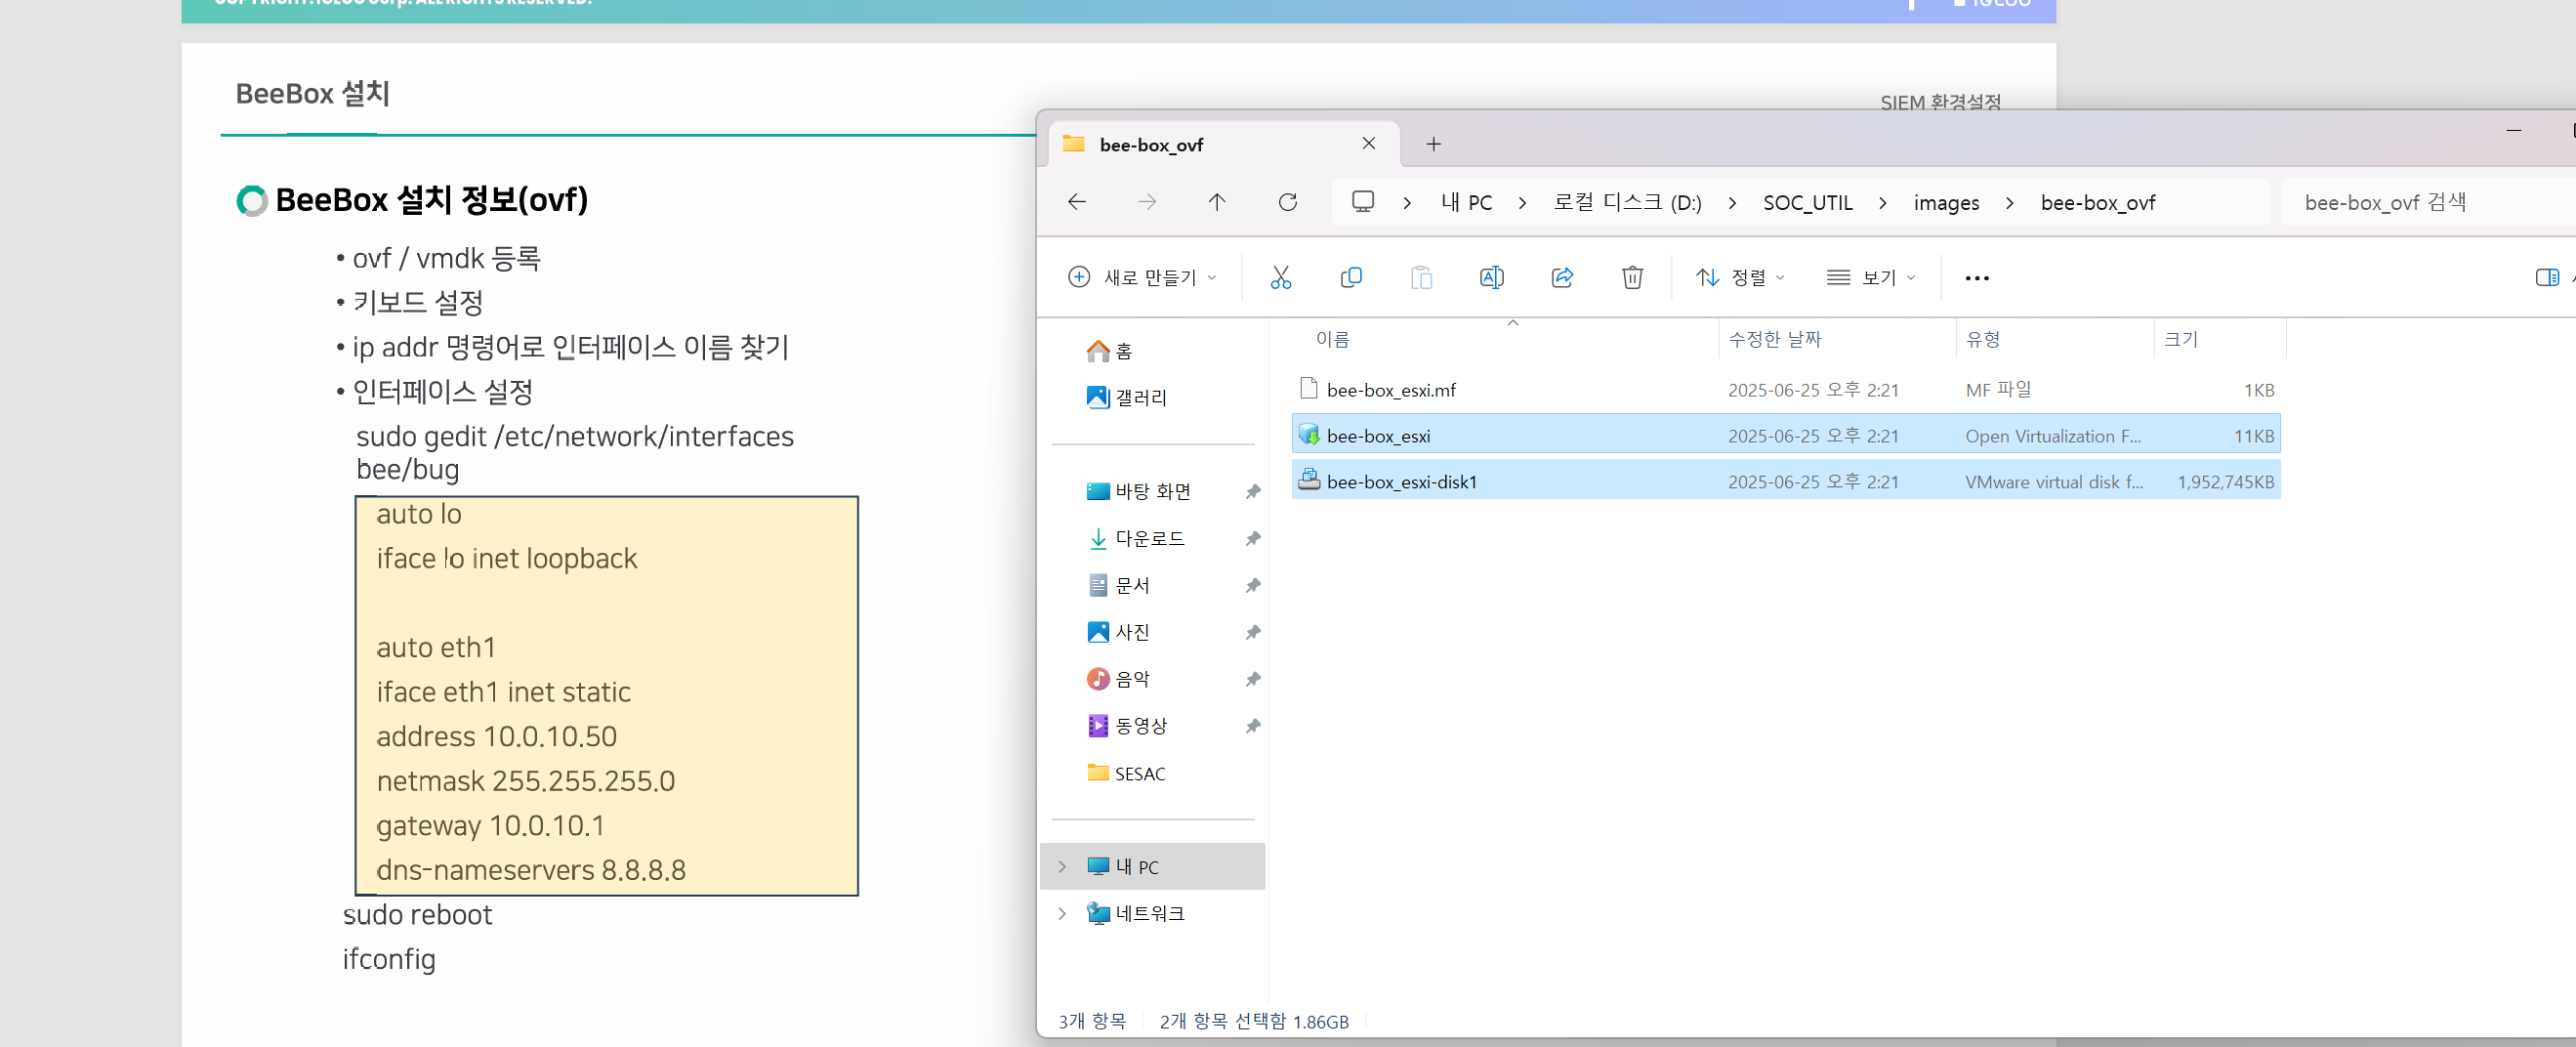 COPYRIGHT. IGLOO Corp. ALL RIGHTS RESERVED.
IGLOO
BeeBox 설치
SIEM 환경설정
BeeBox 설치 정보(ovf)
• ovf / vmdk 등록
• 키보드 설정
• ip addr 명령어로 인터페이스 이름 찾기
• 인터페이스 설정
sudo gedit /etc/network/interfaces
bee/bug
auto lo
iface lo inet loopback
auto eth1
iface eth1 inet static
address 10.0.10.50
netmask 255.255.255.0
gateway 10.0.10.1
dns-nameservers 8.8.8.8
sudo reboot
ifconfig
bee-box_ovf
내 PC > 로컬 디스크 (D:) > SOC_UTIL > images > bee-box_ovf
bee-box_ovf 검색
새로 만들기
정렬
보기
홈
갤러리
바탕 화면
다운로드
문서
사진
음악
동영상
SESAC
내 PC
네트워크
이름 수정한 날짜 유형 크기
bee-box_esxi.mf 2025-06-25 오후 2:21 MF 파일 1KB
bee-box_esxi 2025-06-25 오후 2:21 Open Virtualization F... 11KB
bee-box_esxi-disk1 2025-06-25 오후 2:21 VMware virtual disk f... 1,952,745KB
3개 항목
2개 항목 선택함 1.86GB